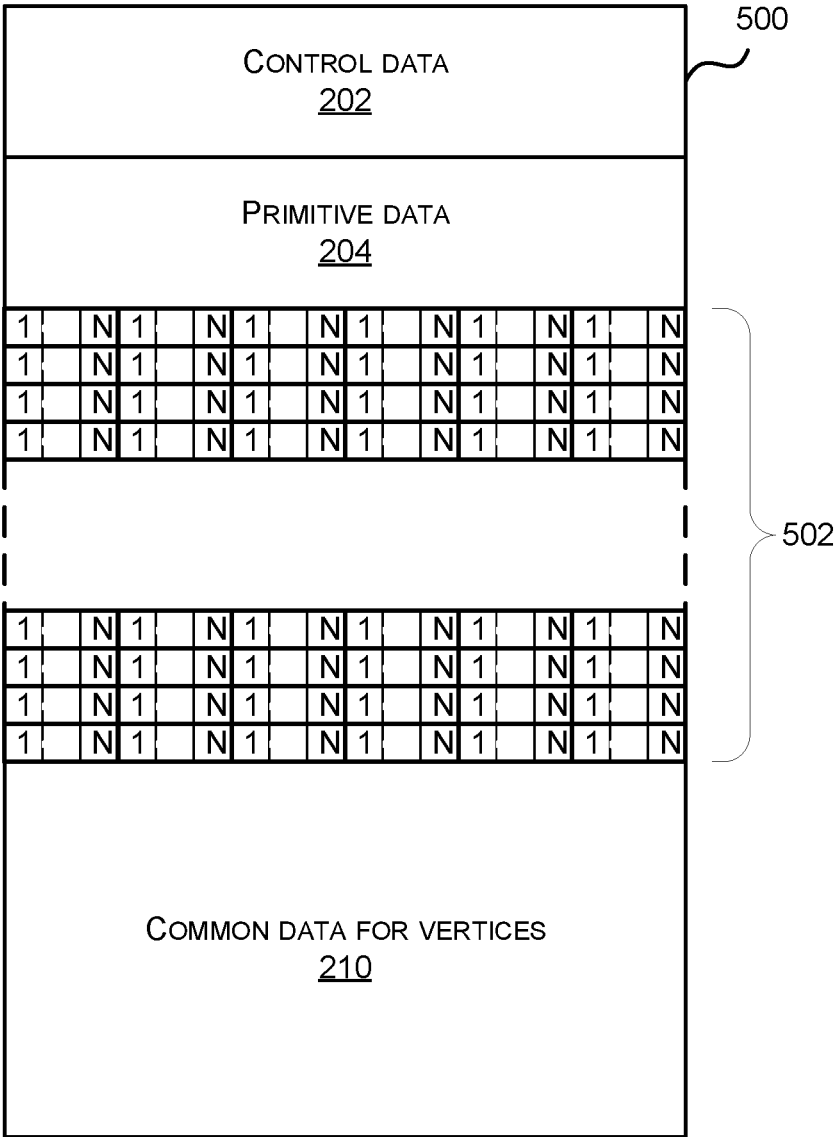 500
CONTROL DATA
202
PRIMITIVE DATA
204
1 N 1 N 1 N 1 N 1 N 1 N
1 N 1 N 1 N 1 N 1 N 1 N
1 N 1 N 1 N 1 N 1 N 1 N
1 N 1 N 1 N 1 N 1 N 1 N
502
1 N 1 N 1 N 1 N 1 N 1 N
1 N 1 N 1 N 1 N 1 N 1 N
1 N 1 N 1 N 1 N 1 N 1 N
1 N 1 N 1 N 1 N 1 N 1 N
COMMON DATA FOR VERTICES
210